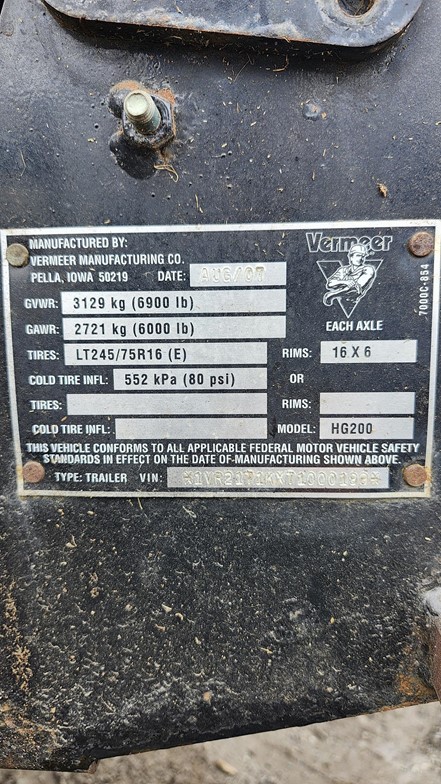 MANUFACTURED BY:
VERMEER MANUFACTURING CO.
PELLA, IOWA 50219 DATE: AUG/07
Vermeer
7000C-854
GVWR: 3129 kg (6900 lb)
GAWR: 2721 kg (6000 lb)
EACH AXLE
TIRES: LT245/75R16 (E) RIMS: 16 X 6
COLD TIRE INFL: 552 kPa (80 psi) OR
TIRES: RIMS:
COLD TIRE INFL: MODEL: HG200
THIS VEHICLE CONFORMS TO ALL APPLICABLE FEDERAL MOTOR VEHICLE SAFETY
STANDARDS IN EFFECT ON THE DATE OF MANUFACTURING SHOWN ABOVE.
TYPE: TRAILER VIN: